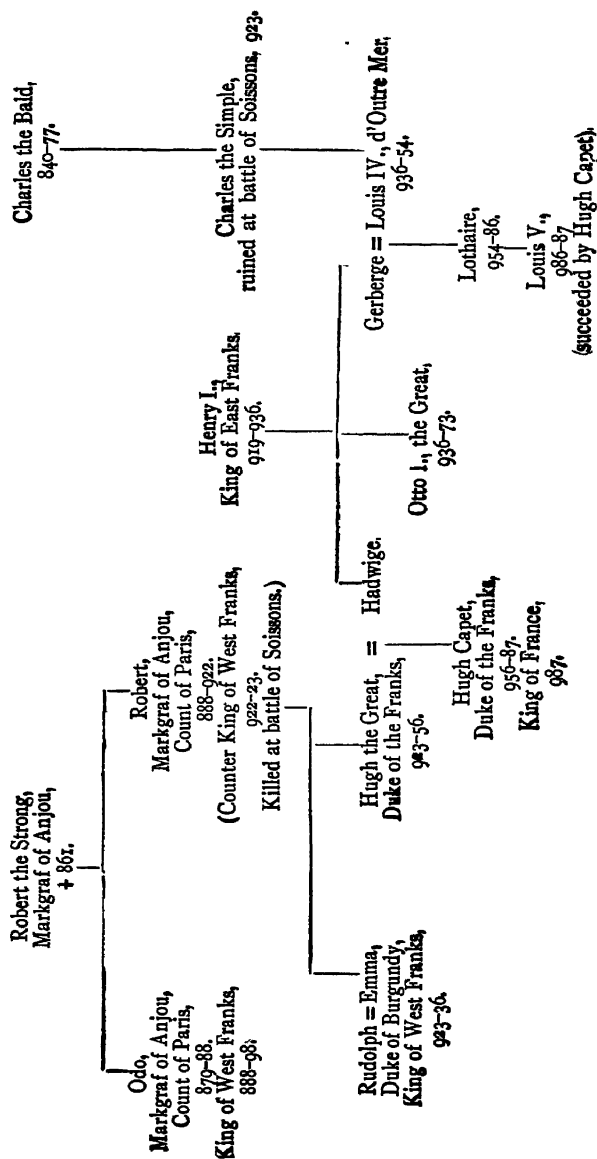 Robert the Strong,
Markgraf of Anjou,
+ 861.
Odo,
Markgraf of Anjou,
Count of Paris,
879-88.
King of West Franks,
888-98.
Robert,
Markgraf of Anjou,
Count of Paris,
888-922.
(Counter King of West Franks,
922-23.
Killed at battle of Soissons.)
Rudolph = Emma,
Duke of Burgundy,
King of West Franks,
923-36.
Hugh the Great, = Hadwige.
Duke of the Franks,
923-56.
Hugh Capet,
Duke of the Franks,
956-87.
King of France,
987.
Henry I.,
King of East Franks.
919-936.
Otto I., the Great,
936-73.
Charles the Bald,
840-77.
Charles the Simple,
ruined at battle of Soissons, 923.
Gerberge = Louis IV., d'Outre Mer,
936-54.
Lothaire,
954-86.
Louis V.,
986-87
(succeeded by Hugh Capet).